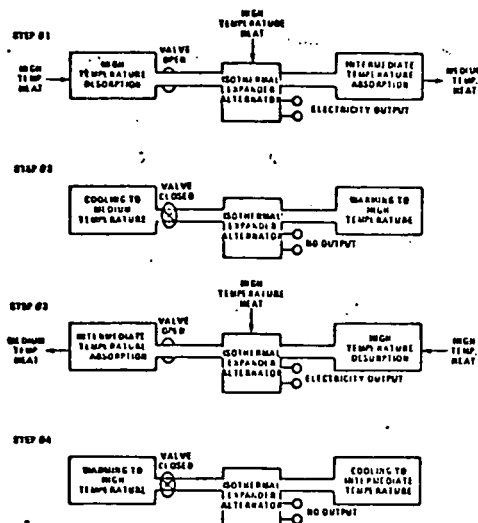 STEP #1
HIGH TEMP. HEAT
HIGH TEMPERATURE DESORPTION
VALVE OPEN
HIGH TEMPERATURE HEAT
ISOTHERMAL EXPANDER ALTERNATOR
ELECTRICITY OUTPUT
INTERMEDIATE TEMPERATURE ABSORPTION
MEDIUM TEMP. HEAT
STEP #2
COOLING TO MEDIUM TEMPERATURE
VALVE CLOSED
ISOTHERMAL EXPANDER ALTERNATOR
NO OUTPUT
WARMING TO HIGH TEMPERATURE
STEP #3
MEDIUM TEMP HEAT
INTERMEDIATE TEMPERATURE ABSORPTION
VALVE OPEN
HIGH TEMPERATURE HEAT
ISOTHERMAL EXPANDER ALTERNATOR
ELECTRICITY OUTPUT
HIGH TEMPERATURE DESORPTION
HIGH TEMP. HEAT
STEP #4
WARMING TO HIGH TEMPERATURE
VALVE CLOSED
ISOTHERMAL EXPANDER ALTERNATOR
NO OUTPUT
COOLING TO INTERMEDIATE TEMPERATURE